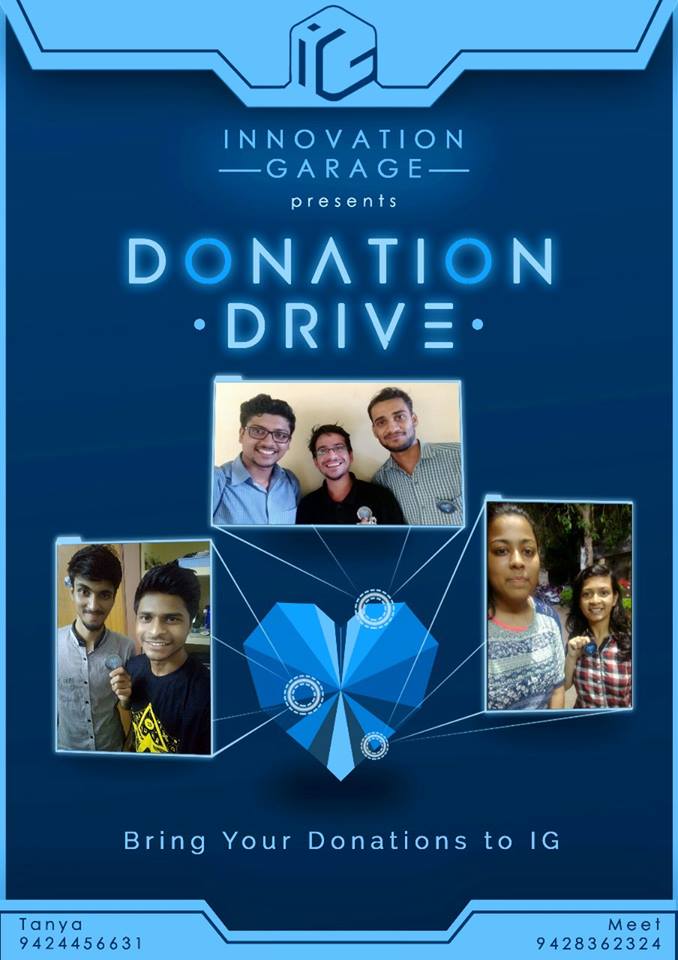 iG
INNOVATION
GARAGE
presents
DONATION
DRIVE
Bring Your Donations to IG
Tanya
9424456631
Meet
9428362324